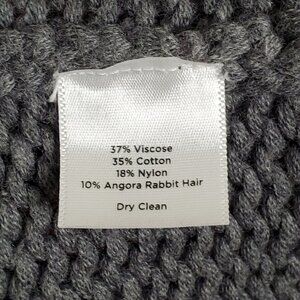 37% Viscose
35% Cotton
18% Nylon
10% Angora Rabbit Hair
Dry Clean